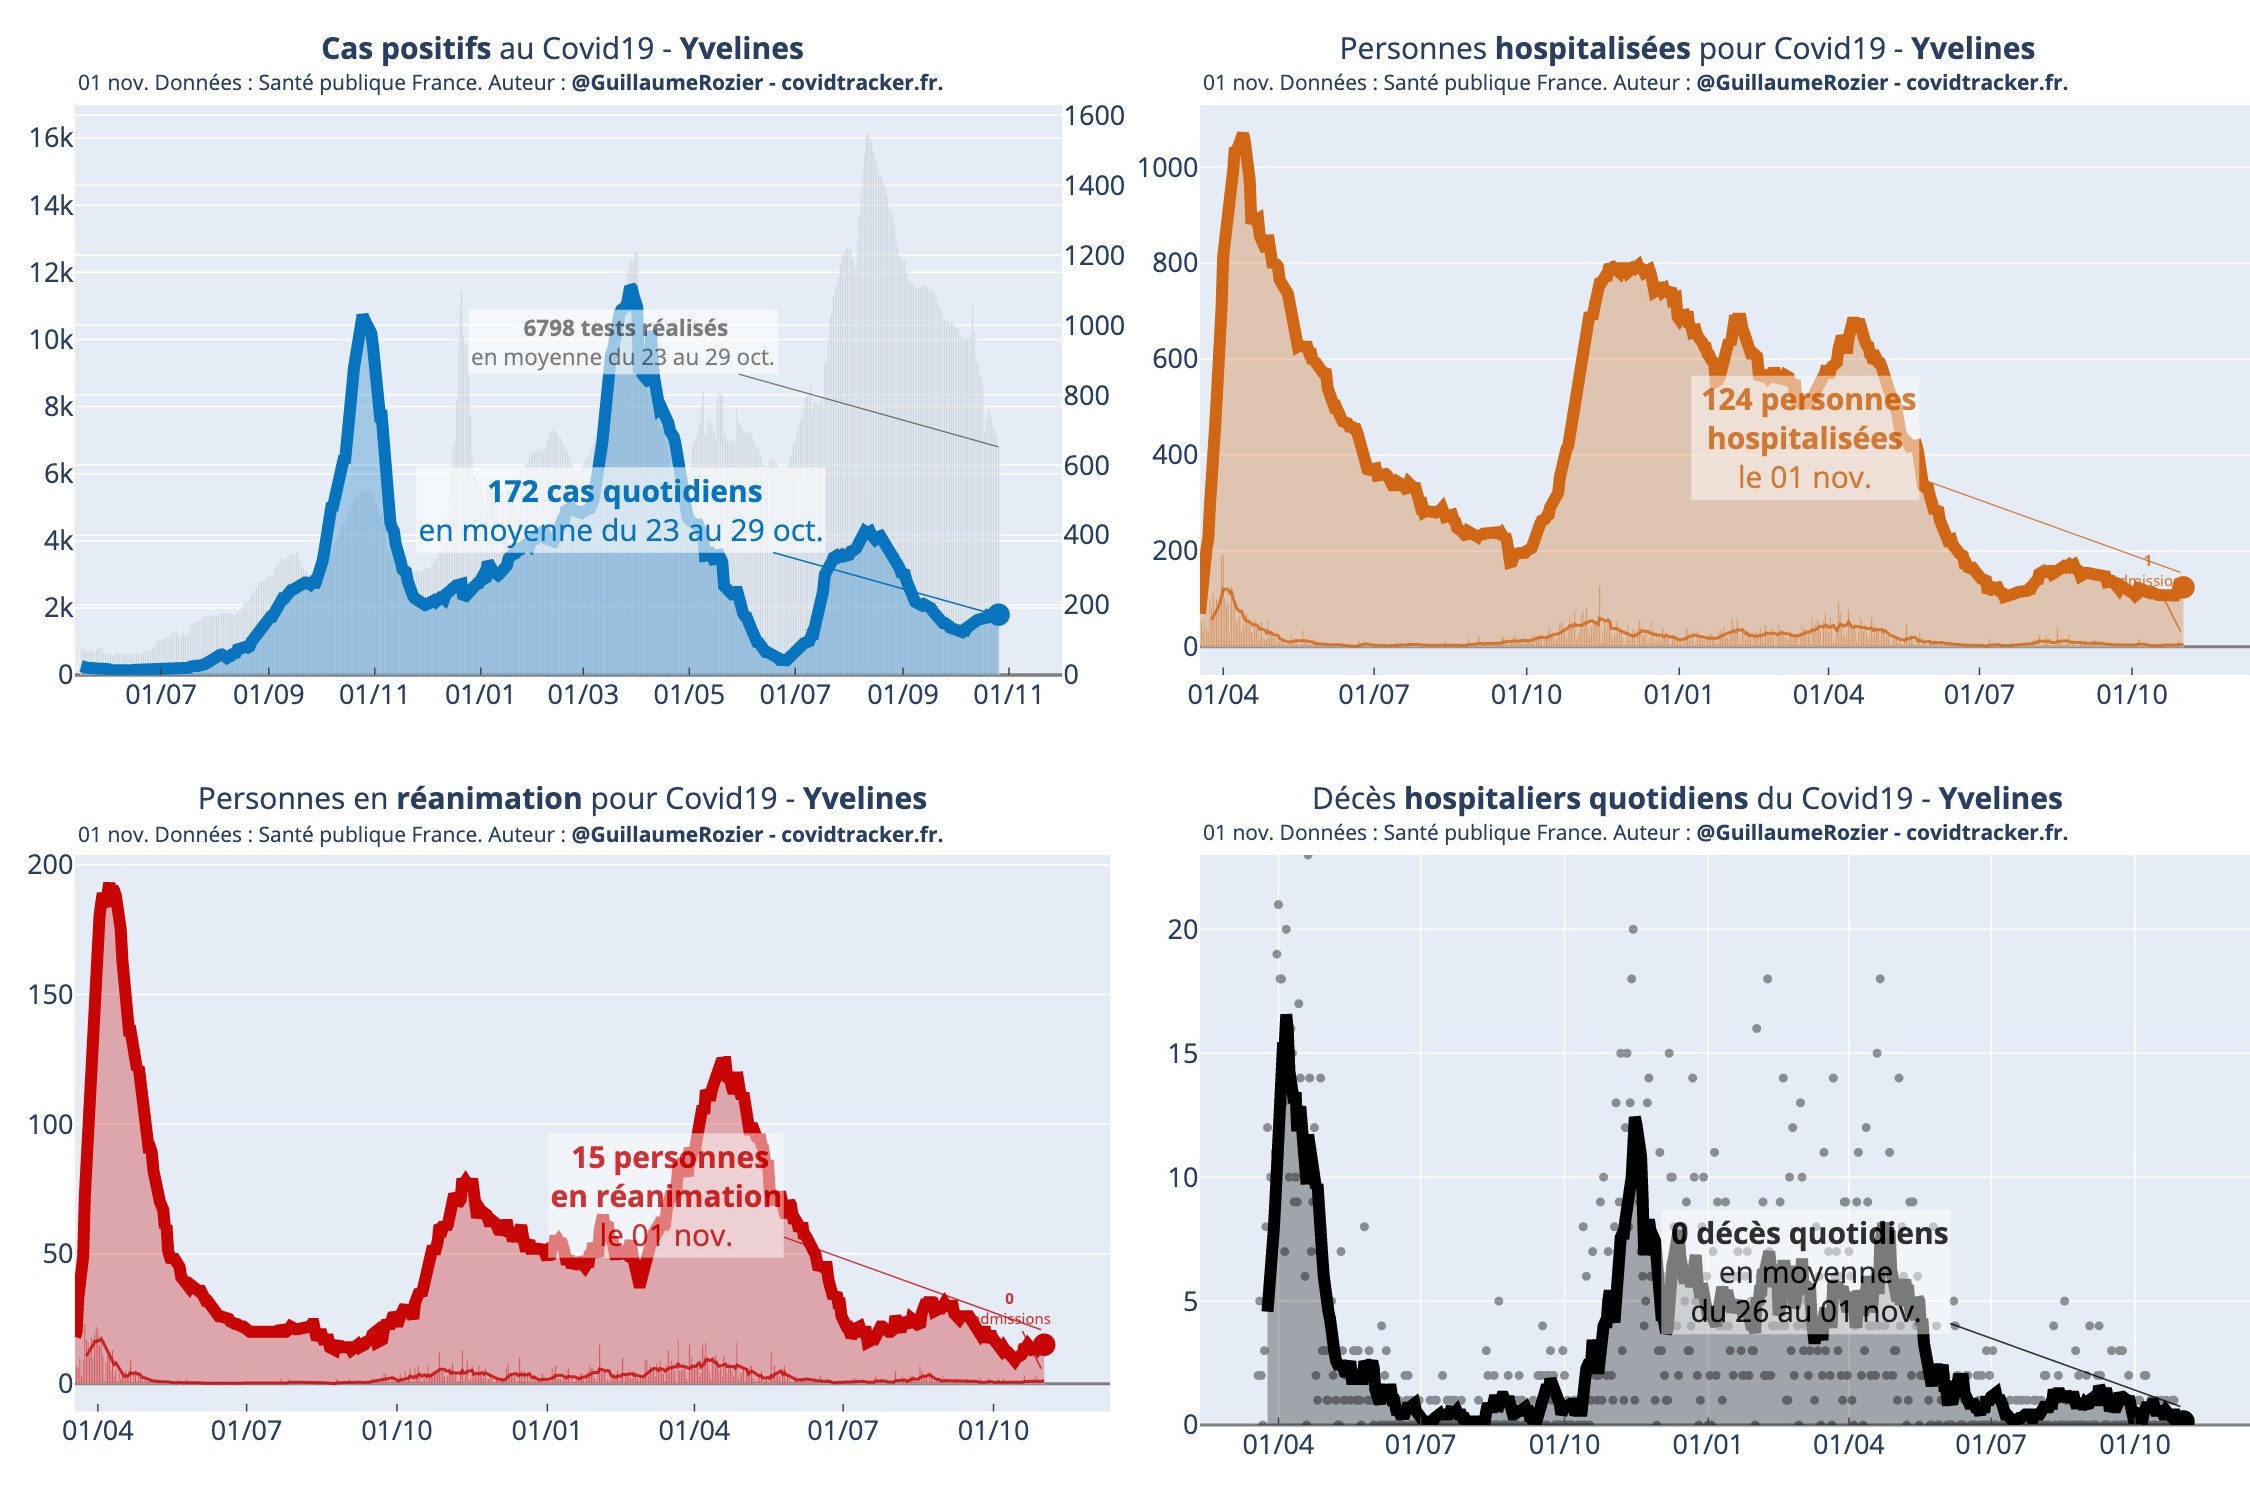 Cas positifs au Covid19 - Yvelines
01 nov. Données : Santé publique France. Auteur : @GuillaumeRozier - covidtracker.fr.
16k
14k
12k
10k
8k
6k
4k
2k
0
1600
1400
1200
1000
800
600
400
200
0
6798 tests réalisés
en moyenne du 23 au 29 oct.
172 cas quotidiens
en moyenne du 23 au 29 oct.
01/07 01/09 01/11 01/01 01/03 01/05 01/07 01/09 01/11
Personnes hospitalisées pour Covid19 - Yvelines
01 nov. Données : Santé publique France. Auteur : @GuillaumeRozier - covidtracker.fr.
1000
800
600
400
200
0
124 personnes
hospitalisées
le 01 nov.
1
01/04 01/07 01/10 01/01 01/04 01/07 01/10
Personnes en réanimation pour Covid19 - Yvelines
01 nov. Données : Santé publique France. Auteur : @GuillaumeRozier - covidtracker.fr.
200
150
100
50
0
15 personnes
en réanimation
le 01 nov.
0
admissions
01/04 01/07 01/10 01/01 01/04 01/07 01/10
Décès hospitaliers quotidiens du Covid19 - Yvelines
01 nov. Données : Santé publique France. Auteur : @GuillaumeRozier - covidtracker.fr.
20
15
10
5
0
0 décès quotidiens
en moyenne
du 26 au 01 nov.
01/04 01/07 01/10 01/01 01/04 01/07 01/10